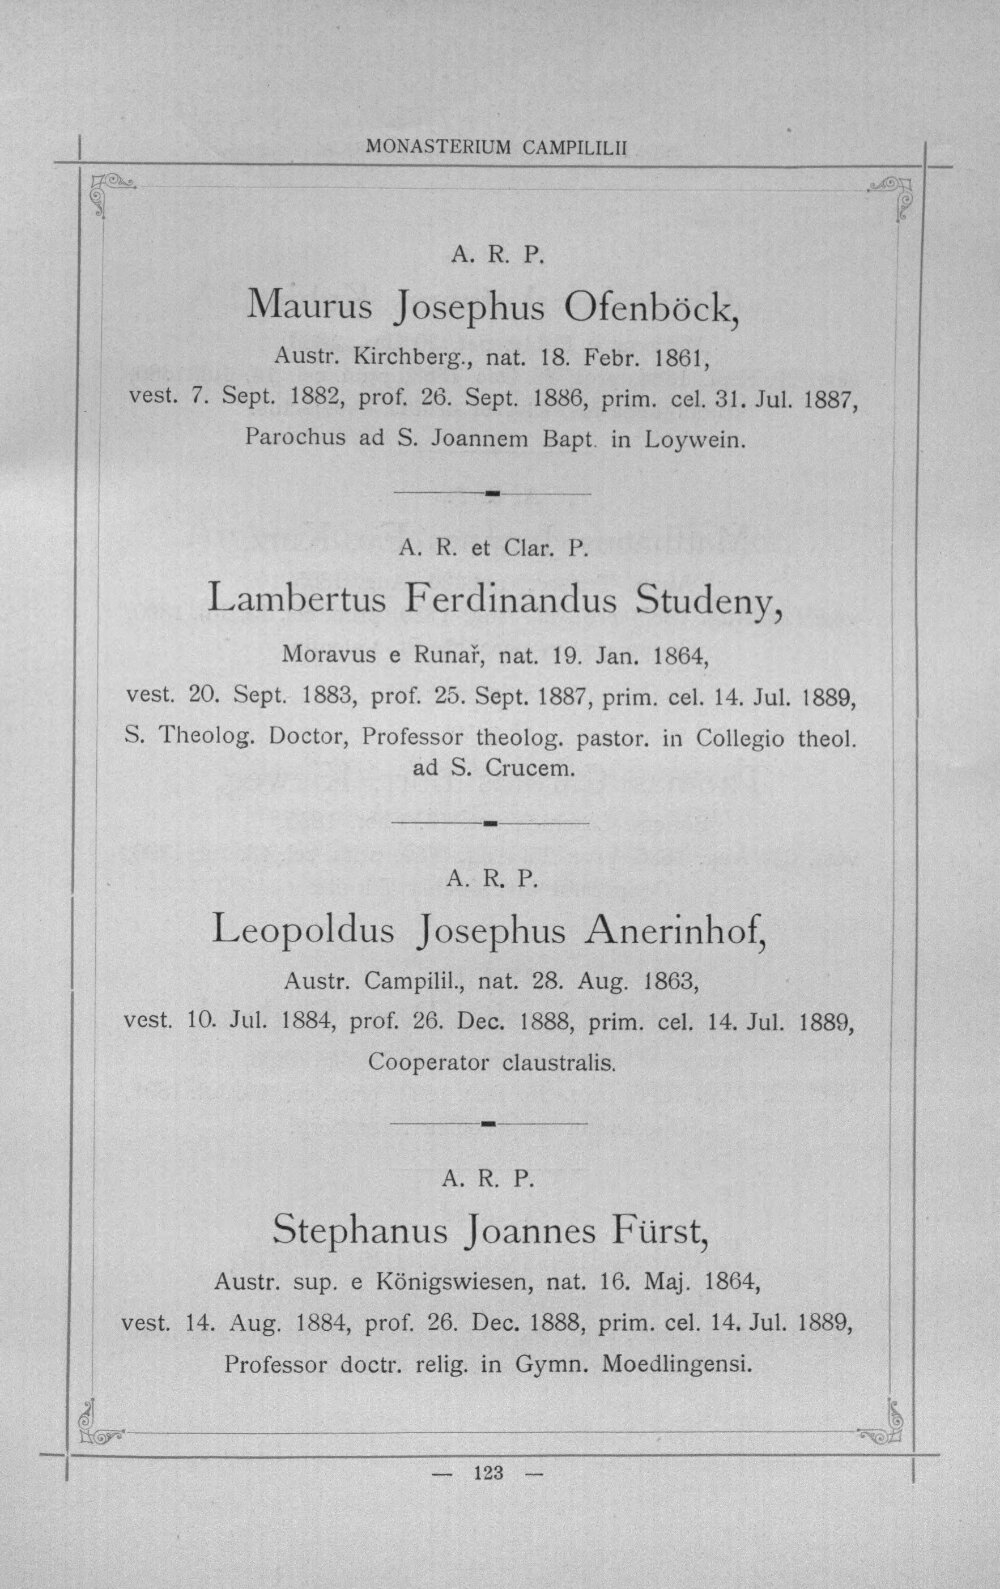 MONASTERIUM CAMPILILII
A. R. P.
Maurus Josephus Ofenböck,
Austr. Kirchberg., nat. 18. Febr. 1861,
vest. 7. Sept. 1882, prof. 26. Sept. 1886, prim. cel. 31. Jul. 1887,
Parochus ad S. Joannem Bapt. in Loywein.
A. R. et Clar. P.
Lambertus Ferdinandus Studeny,
Moravus e Runař, nat. 19. Jan. 1864,
vest. 20. Sept. 1883, prof. 25. Sept. 1887, prim. cel. 14. Jul. 1889,
S. Theolog. Doctor, Professor theolog. pastor. in Collegio theol.
ad S. Crucem.
A. R. P.
Leopoldus Josephus Anerinhof,
Austr. Campilil., nat. 28. Aug. 1863,
vest. 10. Jul. 1884, prof. 26. Dec. 1888, prim. cel. 14. Jul. 1889,
Cooperator claustralis.
A. R. P.
Stephanus Joannes Fürst,
Austr. sup. e Königswiesen, nat. 16. Maj. 1864,
vest. 14. Aug. 1884, prof. 26. Dec. 1888, prim. cel. 14. Jul. 1889,
Professor doctr. relig. in Gymn. Moedlingensi.
— 123 —